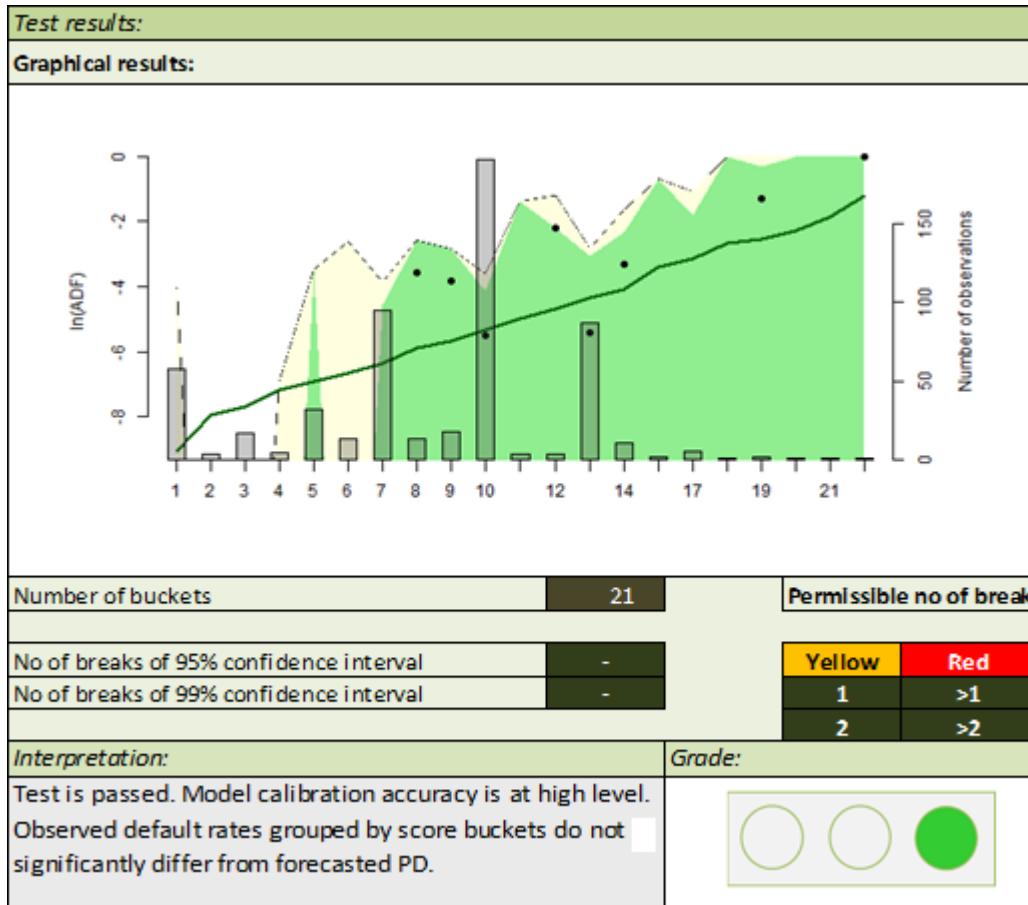 Test results:
Graphical results:
0
-2
-4
-6
-8
ln(ADF)
150
100
50
0
Number of observations
1 2 3 4 5 6 7 8 9 10 12 13 14 17 19 21
Number of buckets 21 Permissible no of break
No of breaks of 95% confidence interval - Yellow Red
No of breaks of 99% confidence interval - 1 >1
2 >2
Interpretation: Grade:
Test is passed. Model calibration accuracy is at high level.
Observed default rates grouped by score buckets do not
significantly differ from forecasted PD.